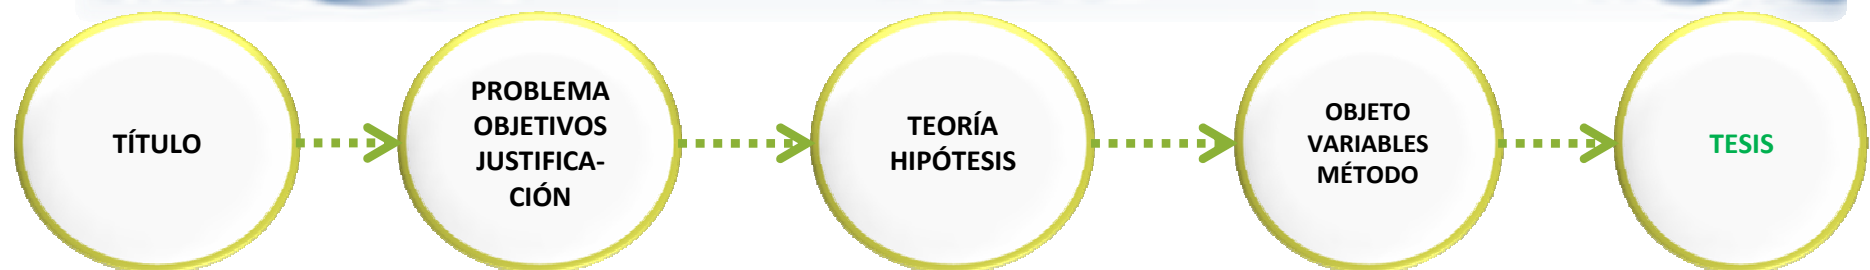 TÍTULO
PROBLEMA
OBJETIVOS
JUSTIFICA-
CIÓN
TEORÍA
HIPÓTESIS
OBJETO
VARIABLES
MÉTODO
TESIS